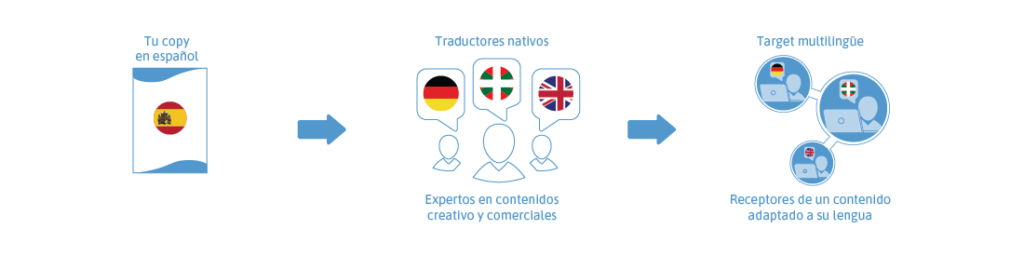 Tu copy
en español
Traductores nativos
Target multilingüe
Expertos en contenidos
creativo y comerciales
Receptores de un contenido
adaptado a su lengua